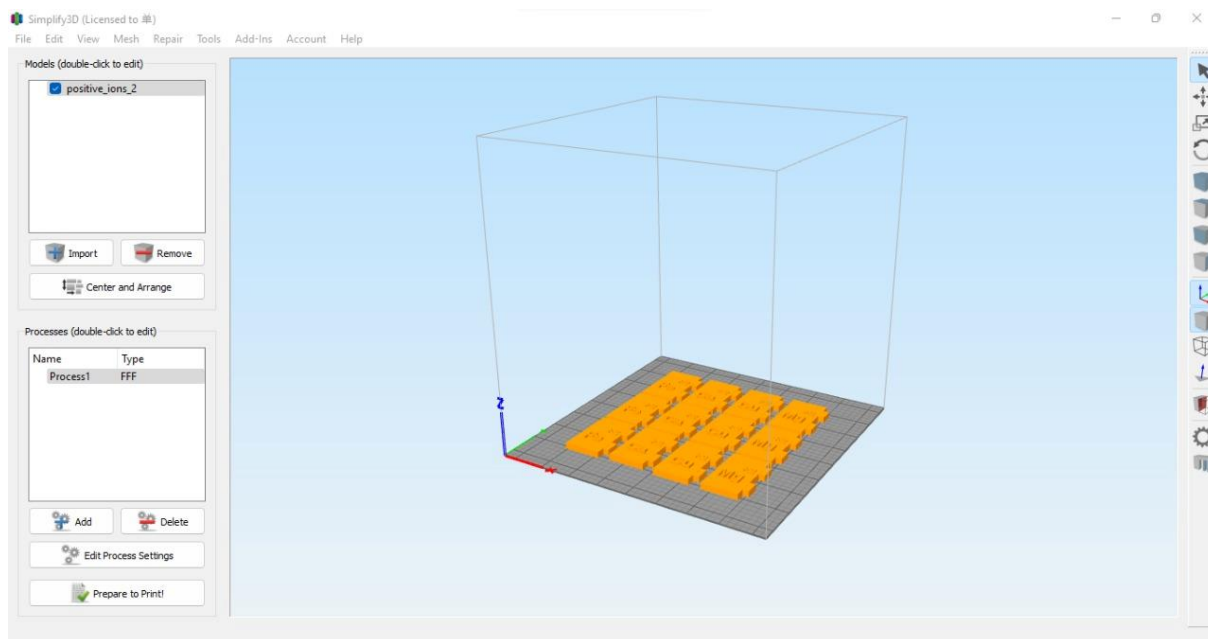 Simplify3D (Licensed to 单)
File Edit View Mesh Repair Tools Add-Ins Account Help
Models (double-click to edit)
positive_ions_2
Import Remove
Center and Arrange
Processes (double-click to edit)
Name Type
Process1 FFF
Add Delete
Edit Process Settings
Prepare to Print!
Z